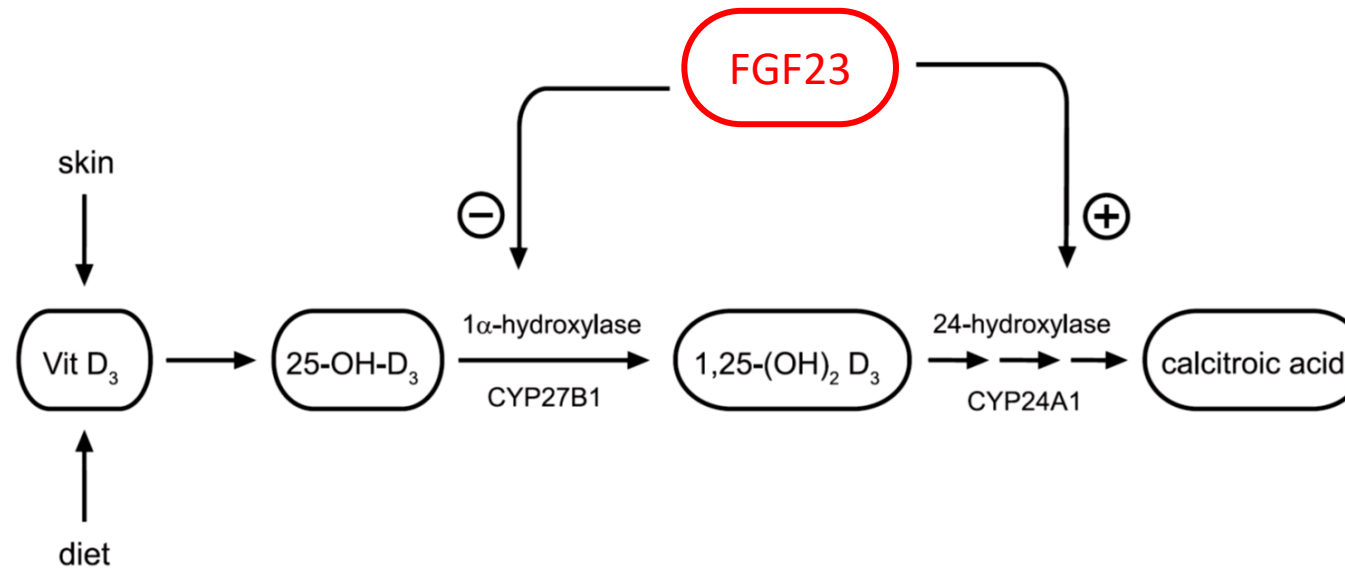 FGF23
skin
−
+
1α-hydroxylase
24-hydroxylase
Vit D₃
25-OH-D₃
1,25-(OH)₂ D₃
calcitroic acid
CYP27B1
CYP24A1
diet